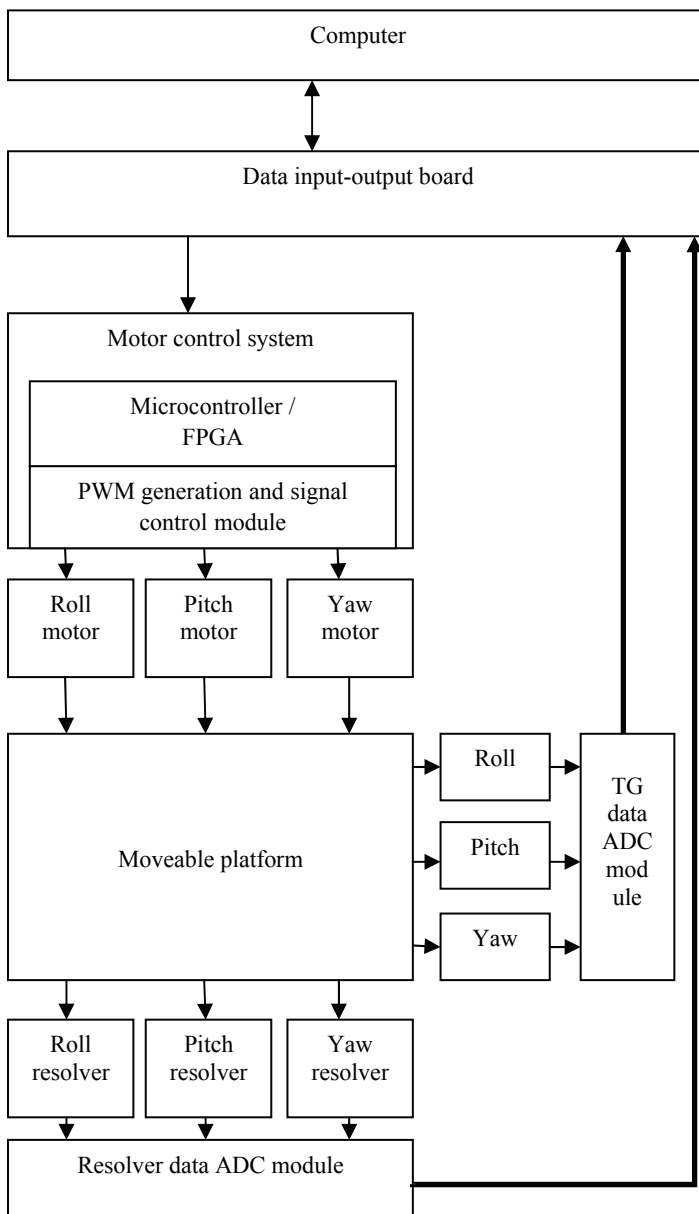 Computer
Data input-output board
Motor control system
Microcontroller /
FPGA
PWM generation and signal
control module
Roll
motor
Pitch
motor
Yaw
motor
Moveable platform
Roll
Pitch
Yaw
TG
data
ADC
mod
ule
Roll
resolver
Pitch
resolver
Yaw
resolver
Resolver data ADC module